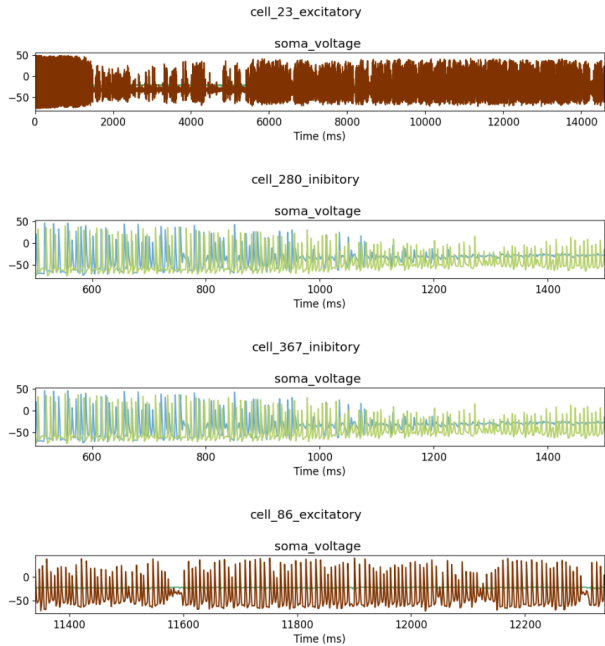 cell_23_excitatory
soma_voltage
50
0
−50
0 2000 4000 6000 8000 10000 12000 14000
Time (ms)
cell_280_inibitory
soma_voltage
50
0
−50
600 800 1000 1200 1400
Time (ms)
cell_367_inibitory
soma_voltage
50
0
−50
600 800 1000 1200 1400
Time (ms)
cell_86_excitatory
soma_voltage
0
−50
11400 11600 11800 12000 12200
Time (ms)